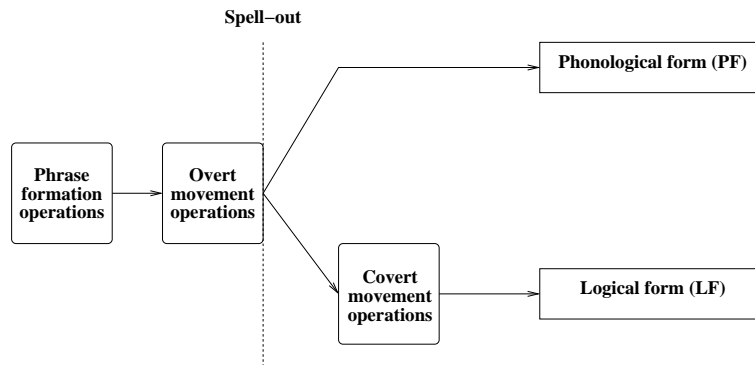 Spell−out
Phonological form (PF)
Phrase
formation
operations
Overt
movement
operations
Covert
movement
operations
Logical form (LF)